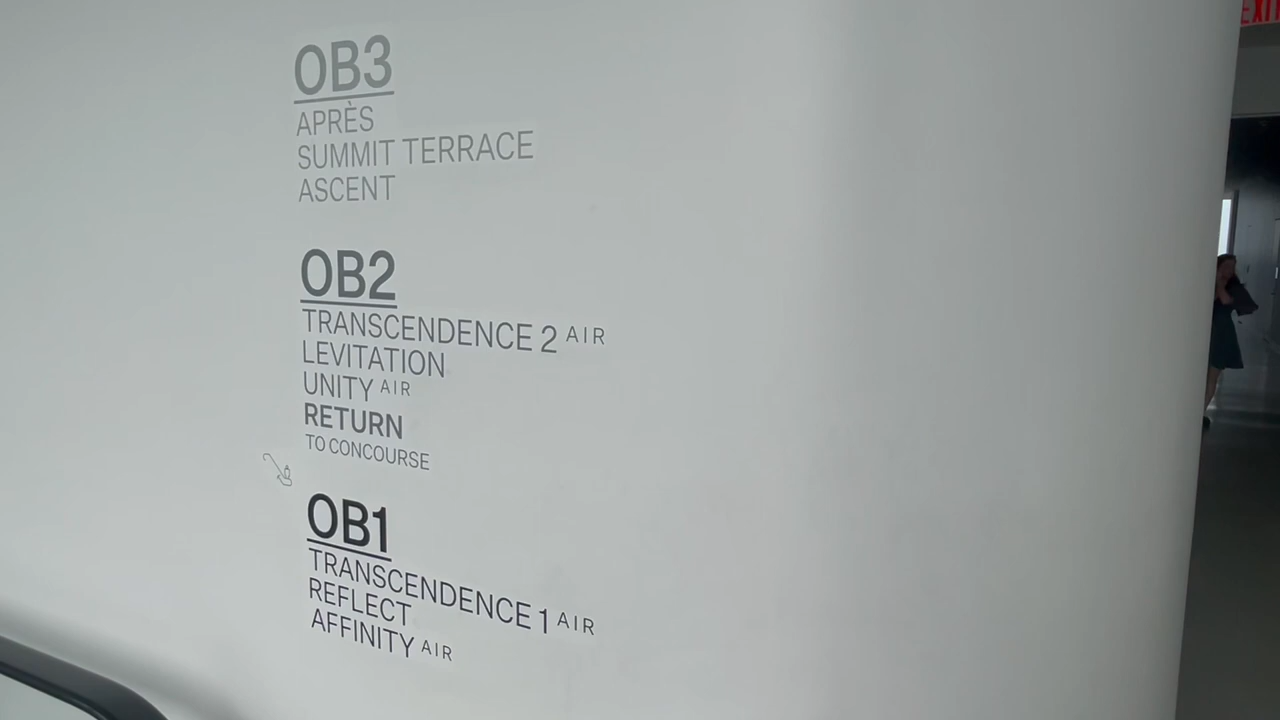 OB3
APRÈS
SUMMIT TERRACE
ASCENT
OB2
TRANSCENDENCE 2 AIR
LEVITATION
UNITY AIR
RETURN
TO CONCOURSE
OB1
TRANSCENDENCE 1 AIR
REFLECT
AFFINITY AIR
EXIT